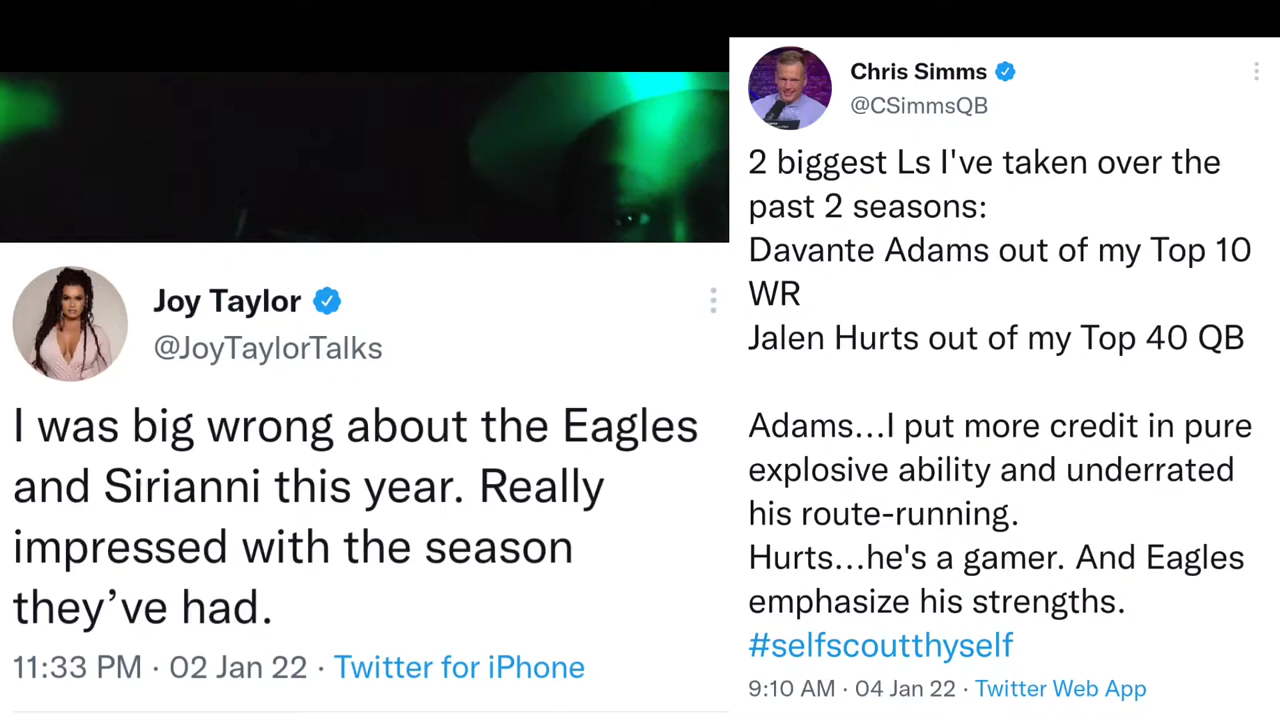 Joy Taylor
@JoyTaylorTalks
I was big wrong about the Eagles
and Sirianni this year. Really
impressed with the season
they’ve had.
11:33 PM · 02 Jan 22 · Twitter for iPhone
Chris Simms
@CSimmsQB
2 biggest Ls I've taken over the
past 2 seasons:
Davante Adams out of my Top 10
WR
Jalen Hurts out of my Top 40 QB
Adams...I put more credit in pure
explosive ability and underrated
his route-running.
Hurts...he's a gamer. And Eagles
emphasize his strengths.
#selfscoutthyself
9:10 AM · 04 Jan 22 · Twitter Web App